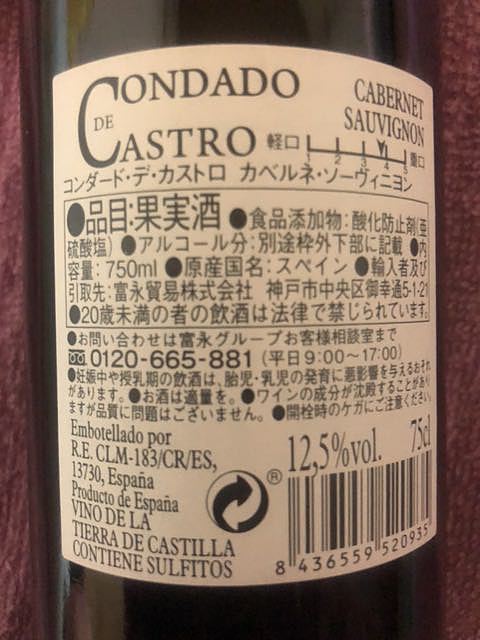 CONDADO
DE
CASTRO
CABERNET
SAUVIGNON
軽口 1 2 3 4 5 重口
コンダード・デ・カストロ カベルネ・ソーヴィニヨン
●品目:果実酒 ●食品添加物:酸化防止剤(亜
硫酸塩) ●アルコール分:別途枠外下部に記載 ●内
容量:750ml ●原産国名:スペイン ●輸入者及び
引取先:富永貿易株式会社 神戸市中央区御幸通5-1-21
●20歳未満の者の飲酒は法律で禁じられています。
●お問い合わせは富永グループお客様相談室まで
0120-665-881 (平日9:00〜17:00)
●妊娠中や授乳期の飲酒は、胎児・乳児の発育に悪影響を与えるおそれ
があります。●お酒は適量を。●ワインの成分が沈殿することがあり
ますが品質に問題はございません。●開栓時のケガにご注意ください。
Embotellado por
R.E. CLM-183/CR/ES,
13730, España
Producto de España
VINO DE LA
TIERRA DE CASTILLA
CONTIENE SULFITOS
®
12,5%vol. 75cl
8 436559 520935